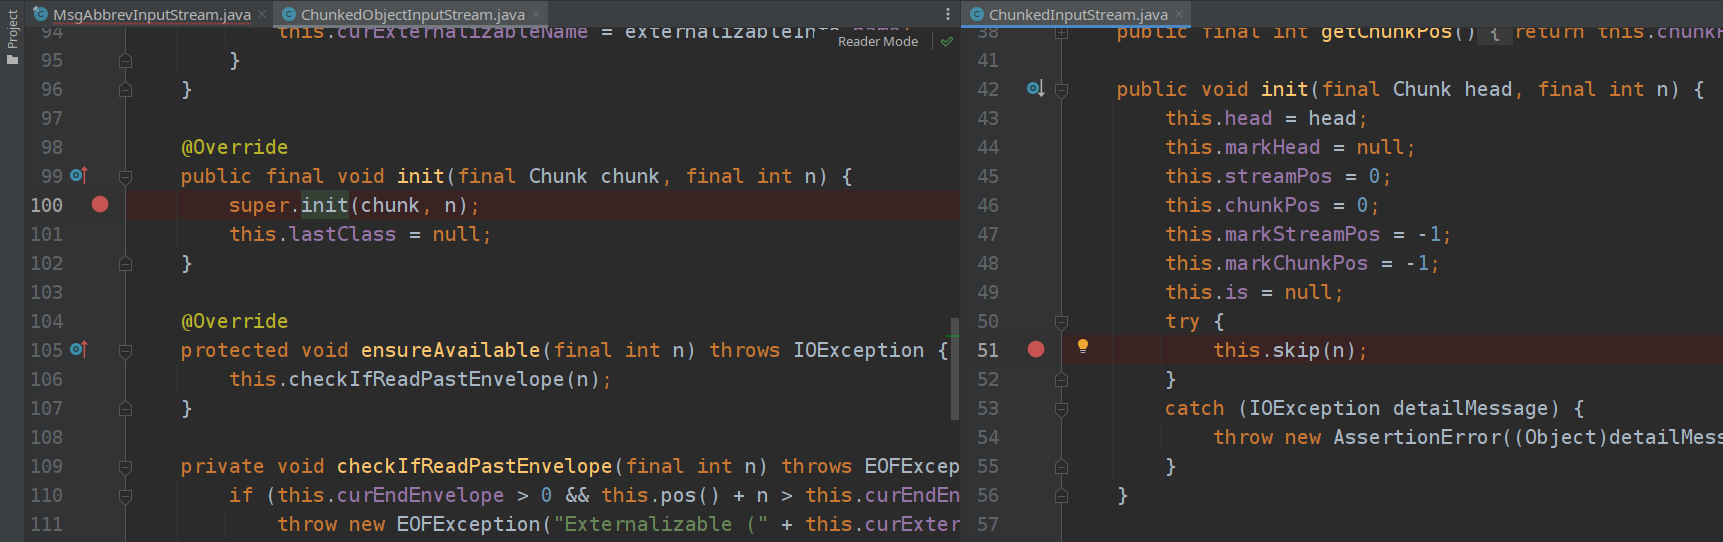 Project
MsgAbbrevInputStream.java
ChunkedObjectInputStream.java
94 this.curExternalizableName =
Reader Mode
95 }
96 }
97
98 @Override
99 public final void init(final Chunk chunk, final int n) {
100 super.init(chunk, n);
101 this.lastClass = null;
102 }
103
104 @Override
105 protected void ensureAvailable(final int n) throws IOException {
106 this.checkIfReadPastEnvelope(n);
107 }
108
109 private void checkIfReadPastEnvelope(final int n) throws EOFExcep
110 if (this.curEndEnvelope > 0 && this.pos() + n > this.curEndEn
111 throw new EOFException("Externalizable (" + this.curExter
ChunkedInputStream.java
38 public final int getChunkPos() { return this.chunkP
41
42 public void init(final Chunk head, final int n) {
43 this.head = head;
44 this.markHead = null;
45 this.streamPos = 0;
46 this.chunkPos = 0;
47 this.markStreamPos = -1;
48 this.markChunkPos = -1;
49 this.is = null;
50 try {
51 this.skip(n);
52 }
53 catch (IOException detailMessage) {
54 throw new AssertionError((Object)detailMess
55 }
56 }
57